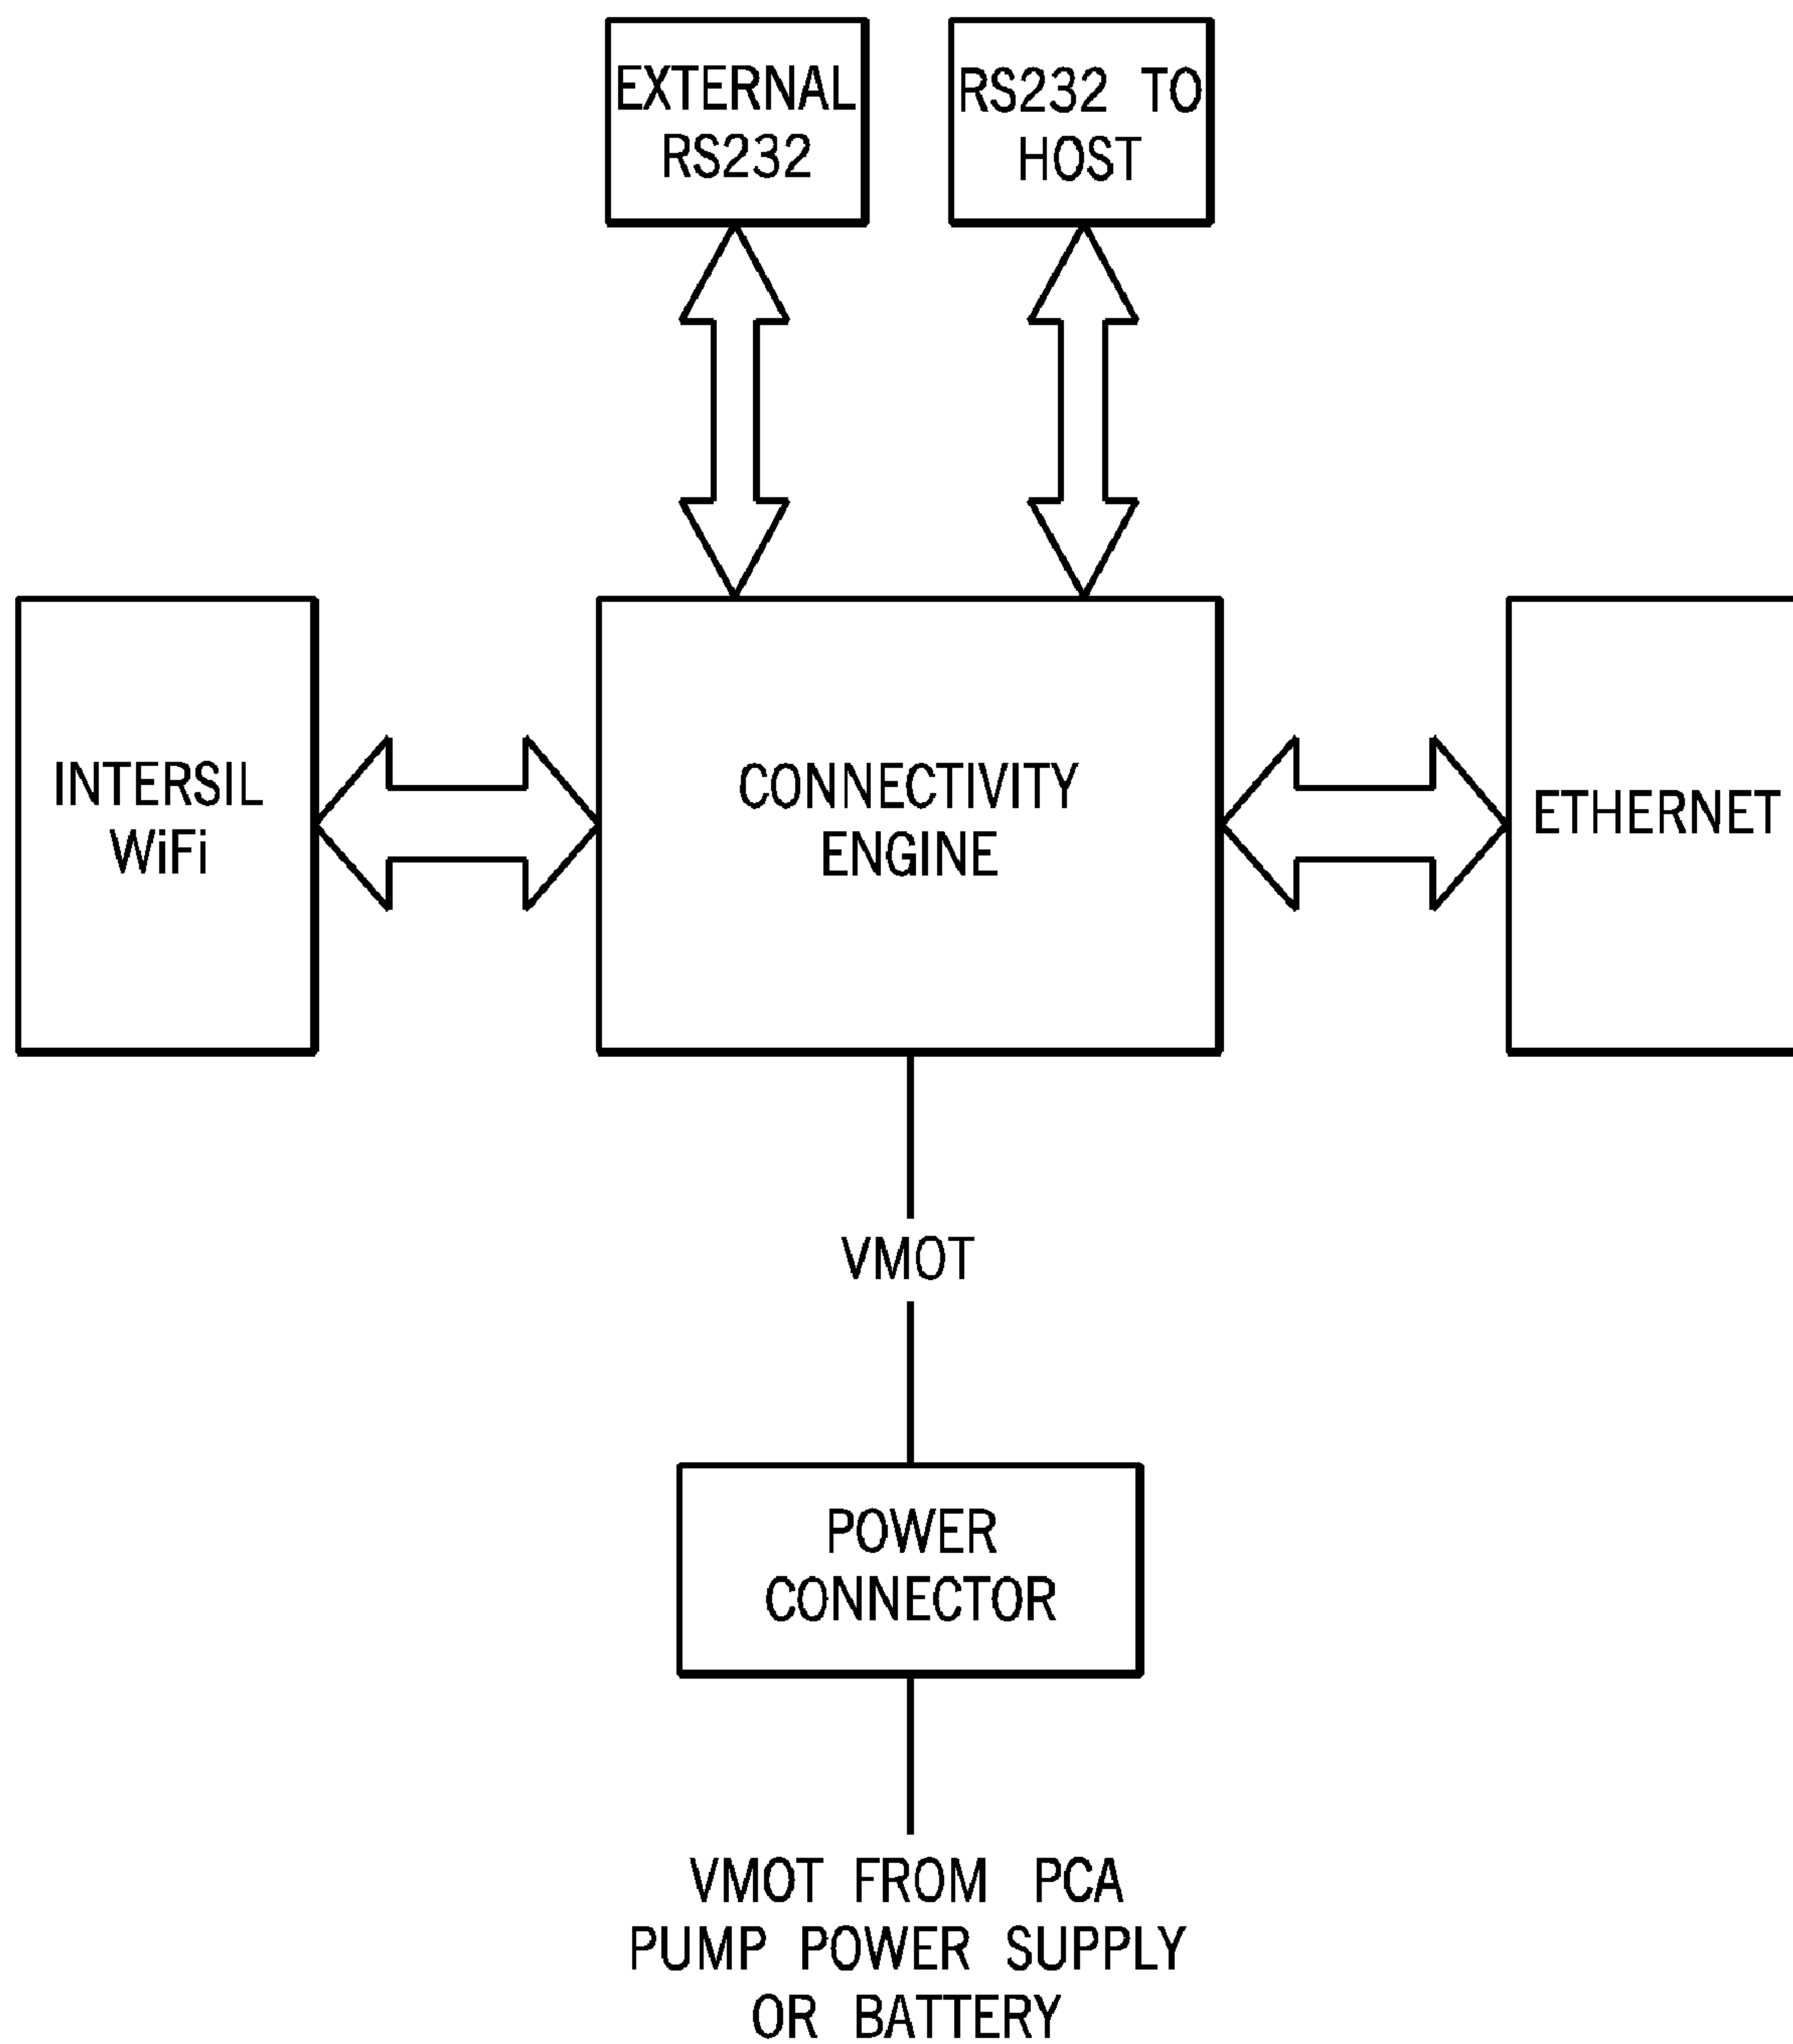 EXTERNAL
RS232
RS232 TO
HOST
INTERSIL
WiFi
CONNECTIVITY
ENGINE
ETHERNET
VMOT
POWER
CONNECTOR
VMOT FROM PCA
PUMP POWER SUPPLY
OR BATTERY